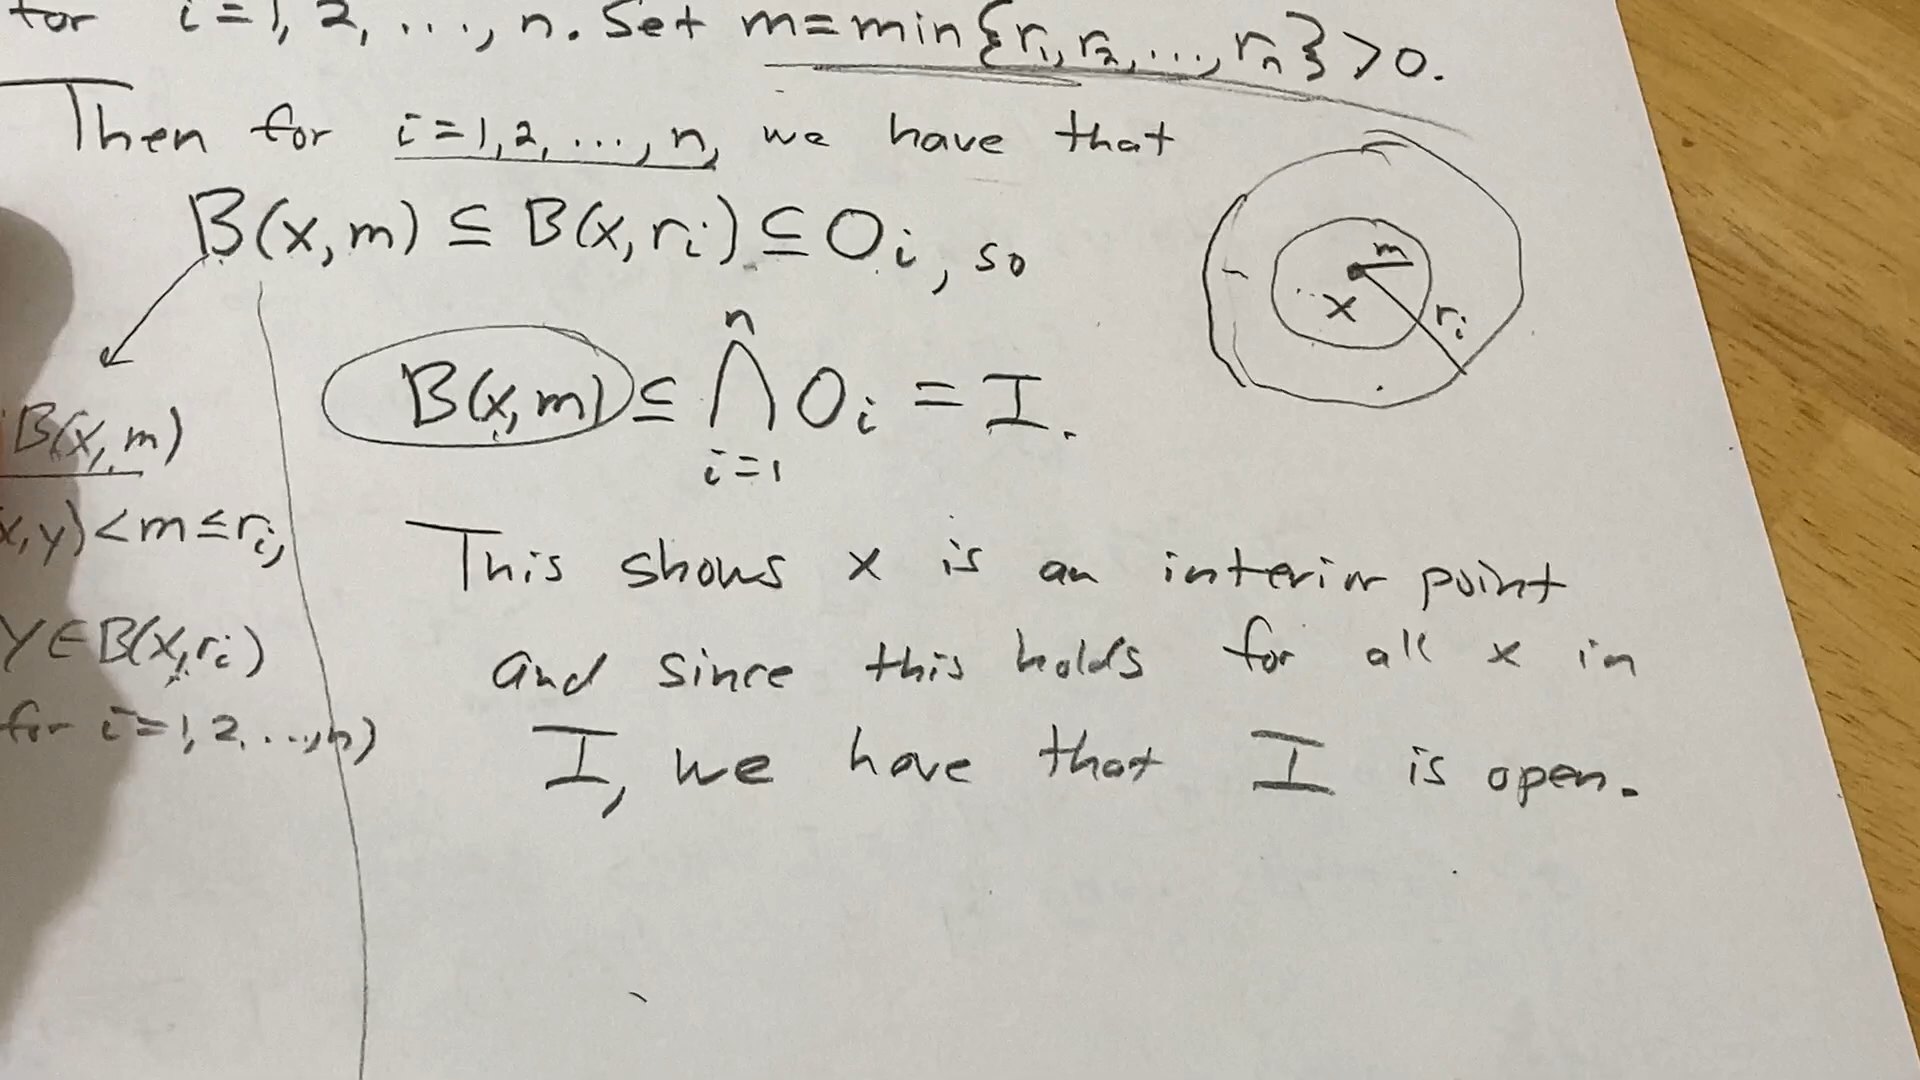 for i=1, 2, ..., n. Set m=min{r₁, r₂, ..., rₙ}>0.
Then for i=1,2, ..., n, we have that
B(x,m) ⊆ B(x,rᵢ) ⊆ Oᵢ, so
n
B(x,m) ⊆ ⋂ Oᵢ = I.
i=1
This shows x is an interior point
and since this holds for all x in
I, we have that I is open.
B(x,m)
x,y)<m≤rᵢ,
y∈B(x,rᵢ)
for i=1,2,...,n)
m
x
rᵢ